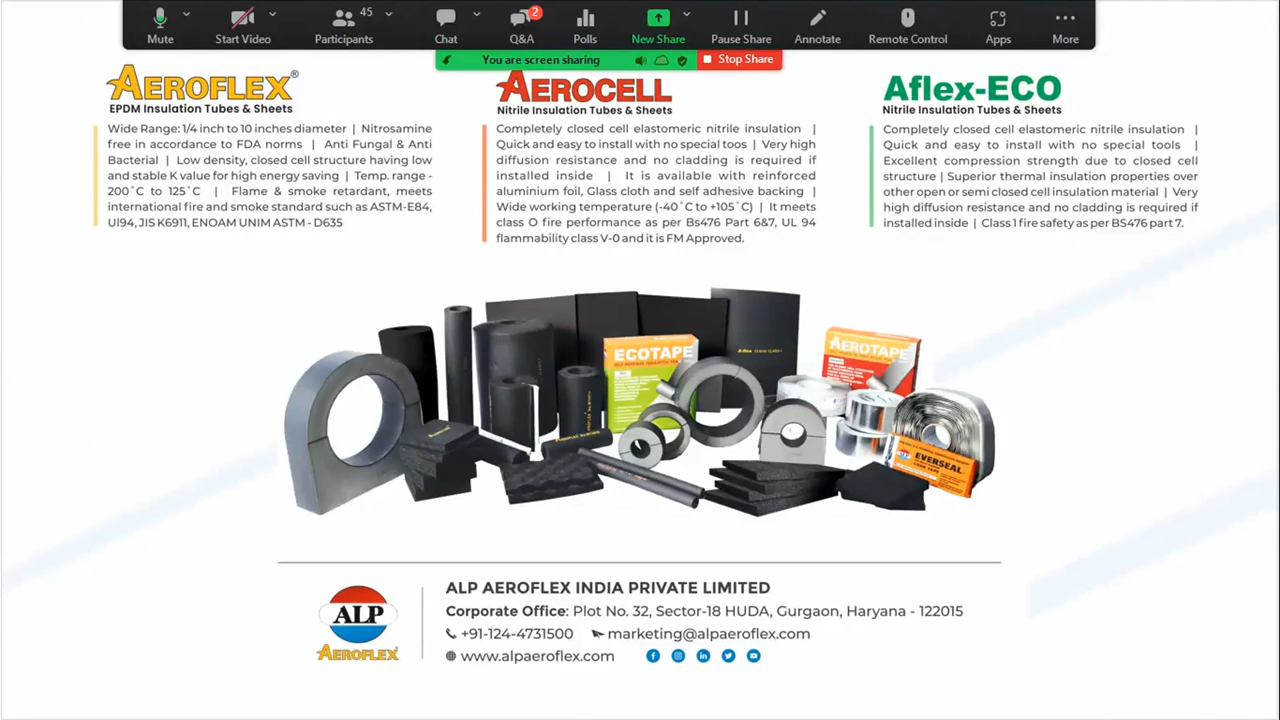 45
2
Mute
Start Video
Participants
Chat
Q&A
Polls
New Share
Pause Share
Annotate
Remote Control
Apps
More
You are screen sharing
Stop Share
AEROFLEX®
EPDM Insulation Tubes & Sheets
Wide Range: 1/4 inch to 10 inches diameter | Nitrosamine
free in accordance to FDA norms | Anti Fungal & Anti
Bacterial | Low density, closed cell structure having low
and stable K value for high energy saving | Temp. range -
200˚C to 125˚C | Flame & smoke retardant, meets
international fire and smoke standard such as ASTM-E84,
Ul94, JIS K6911, ENOAM UNIM ASTM - D635
AEROCELL
Nitrile Insulation Tubes & Sheets
Completely closed cell elastomeric nitrile insulation |
Quick and easy to install with no special toos | Very high
diffusion resistance and no cladding is required if
installed inside | It is available with reinforced
aluminium foil, Glass cloth and self adhesive backing |
Wide working temperature (-40˚C to +105˚C) | It meets
class O fire performance as per Bs476 Part 6&7, UL 94
flammability class V-0 and it is FM Approved.
Aflex-ECO
Nitrile Insulation Tubes & Sheets
Completely closed cell elastomeric nitrile insulation |
Quick and easy to install with no special tools |
Excellent compression strength due to closed cell
structure | Superior thermal insulation properties over
other open or semi closed cell insulation material | Very
high diffusion resistance and no cladding is required if
installed inside | Class 1 fire safety as per BS476 part 7.
ECOTAPE
AEROTAPE
ALP
EVERSEAL
ALP
AEROFLEX®
ALP AEROFLEX INDIA PRIVATE LIMITED
Corporate Office: Plot No. 32, Sector-18 HUDA, Gurgaon, Haryana - 122015
+91-124-4731500 marketing@alpaeroflex.com
www.alpaeroflex.com